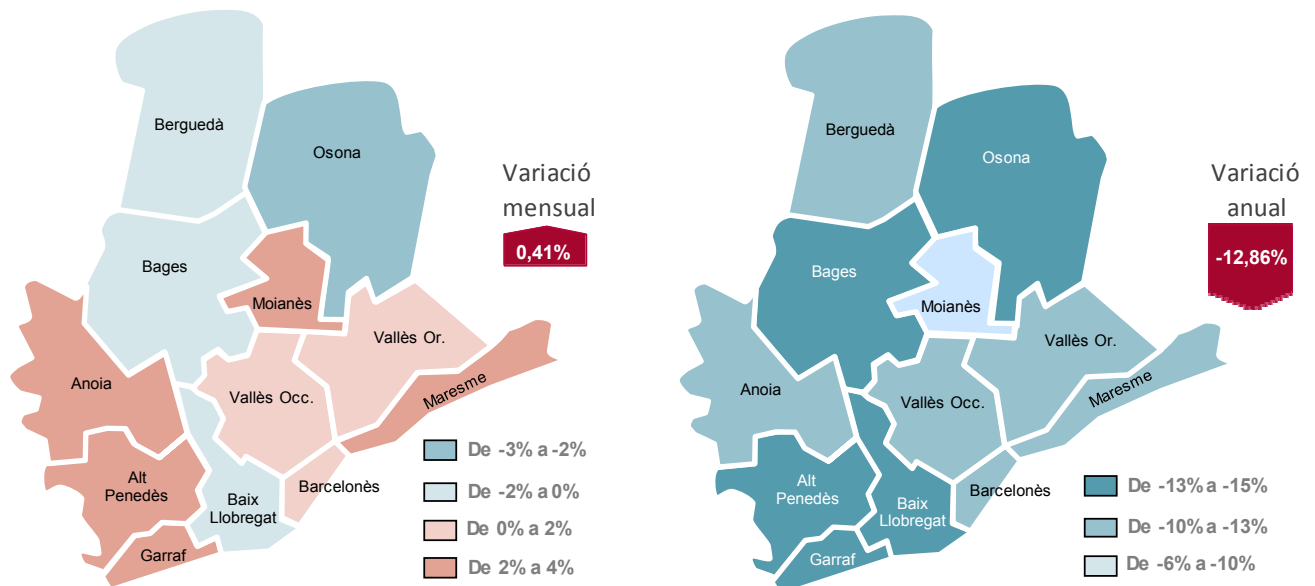 Berguedà
Osona
Variació
mensual
0,41%
Bages
Moianès
Vallès Or.
Anoia
Vallès Occ.
Maresme
Alt
Penedès
Baix
Llobregat
Barcelonès
Garraf
De -3% a -2%
De -2% a 0%
De 0% a 2%
De 2% a 4%
Berguedà
Osona
Variació
anual
-12,86%
Bages
Moianès
Vallès Or.
Anoia
Vallès Occ.
Maresme
Alt
Penedès
Baix
Llobregat
Barcelonès
Garraf
De -13% a -15%
De -10% a -13%
De -6% a -10%